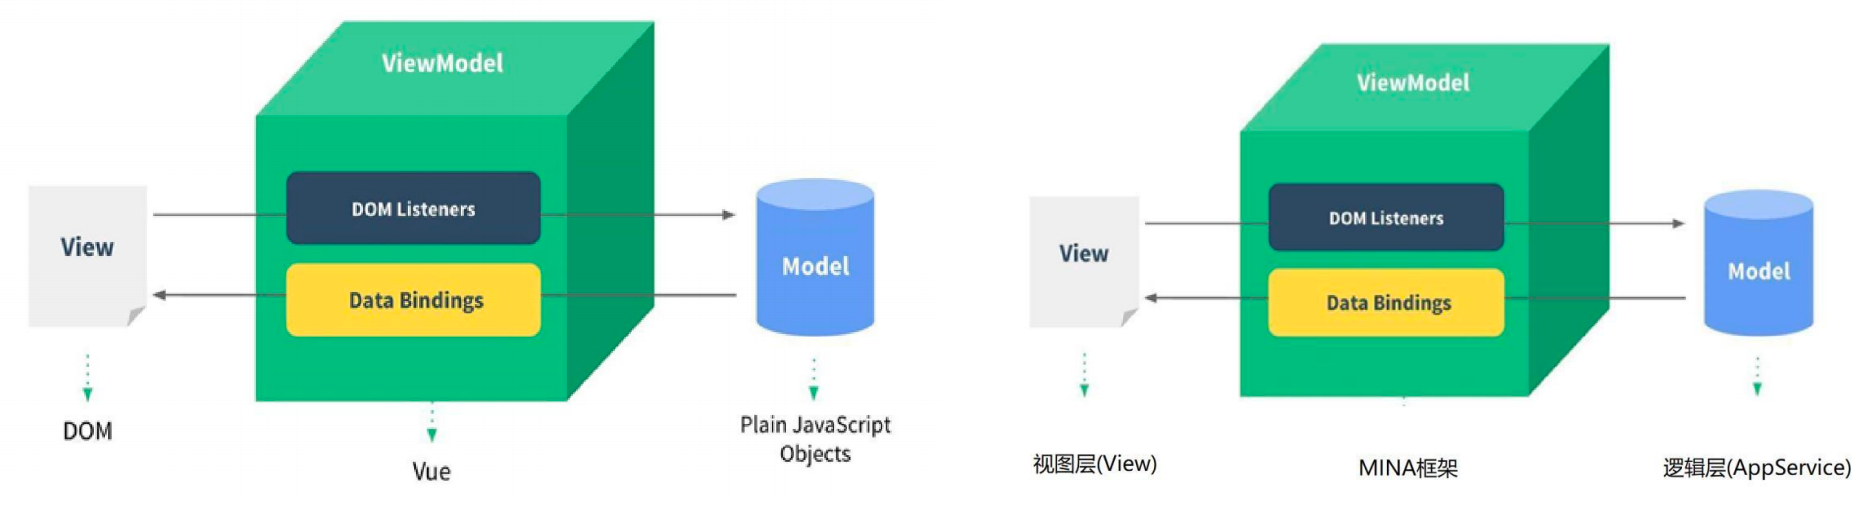 ViewModel
DOM Listeners
View
Data Bindings
Model
DOM
Vue
Plain JavaScript
Objects
ViewModel
DOM Listeners
View
Data Bindings
Model
视图层(View)
MINA框架
逻辑层(AppService)